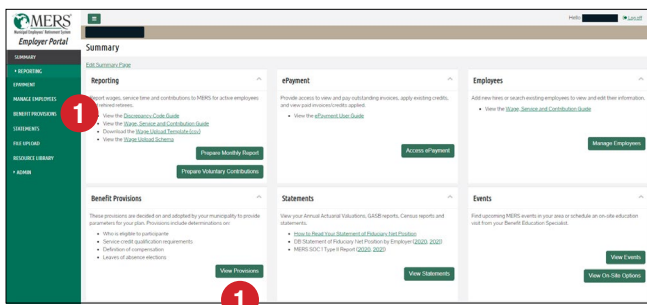 MERS
Municipal Employees' Retirement System
Employer Portal
Hello
Log off
Summary
Edit Summary Page
SUMMARY
REPORTING
EPAYMENT
MANAGE EMPLOYEES
BENEFIT PROVISIONS
STATEMENTS
FILE UPLOAD
RESOURCE LIBRARY
ADMIN
1
Reporting
Report wages, service time and contributions to MERS for active employees
rehired retirees.
View the Discrepancy Code Guide
View the Wage, Service and Contribution Guide
Download the Wage Upload Template (csv)
View the Wage Upload Schema
Prepare Monthly Report
Prepare Voluntary Contributions
ePayment
Provide access to view and pay outstanding invoices, apply existing credits,
and view paid invoices/credits applied.
View the ePayment User Guide
Access ePayment
Employees
Add new hires or search existing employees to view and edit their information.
View the Wage, Service and Contribution Guide
Manage Employees
Benefit Provisions
These provisions are decided on and adopted by your municipality to provide
parameters for your plan. Provisions include determinations on:
Who is eligible to participate
Service credit qualification requirements
Definition of compensation
Leaves of absence elections
View Provisions
1
Statements
View your Annual Actuarial Valuations, GASB reports, Census reports and
statements.
How to Read Your Statement of Fiduciary Net Position
DB Statement of Fiduciary Net Position by Employer (2020, 2021)
MERS SOC 1 Type II Report (2020, 2021)
View Statements
Events
Find upcoming MERS events in your area or schedule an on-site education
visit from your Benefit Education Specialist.
View Events
View On-Site Options